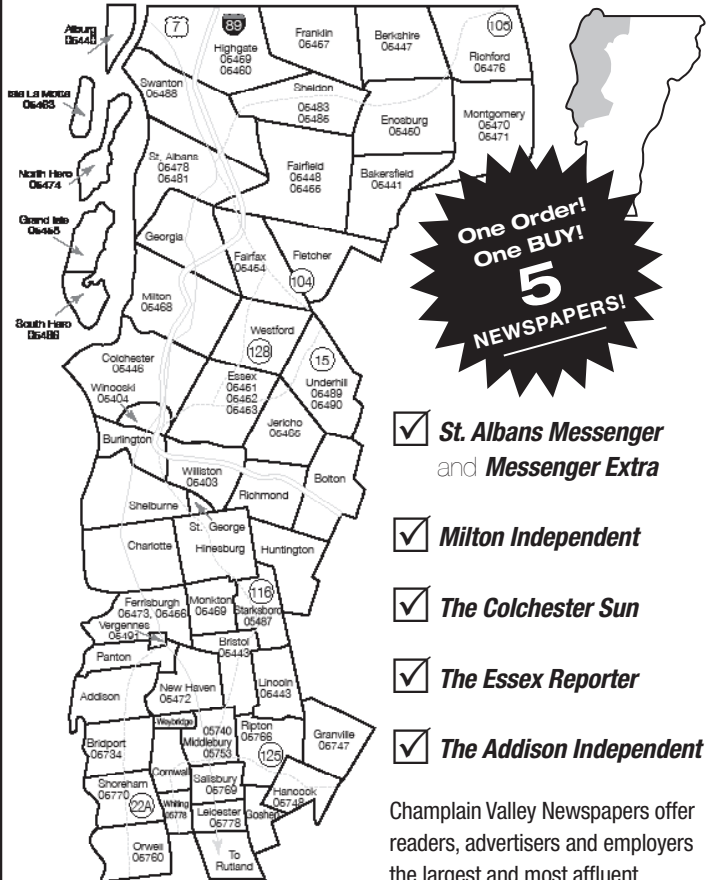 Alburg
05440
7
89
Highgate
05459
05460
Franklin
05457
Berkshire
05447
105
Richford
05476
Isle La Motte
05463
Swanton
05488
Sheldon
05483
05485
Enosburg
05450
Montgomery
05470
05471
North Hero
05474
St. Albans
05478
05481
Fairfield
05448
05455
Bakersfield
05441
Grand Isle
05458
Georgia
Fairfax
05454
Fletcher
104
South Hero
05486
Milton
05468
Westford
128
15
Underhill
05489
05490
Colchester
05446
Winooski
05404
Essex
05451
05452
05453
Jericho
05465
Burlington
Williston
05403
Richmond
Bolton
Shelburne
St. George
Charlotte
Hinesburg
Huntington
116
Ferrisburgh
05473, 05456
Monkton
05469
Starksboro
05487
Vergennes
05491
Bristol
05443
Panton
Addison
New Haven
05472
Lincoln
05443
Weybridge
05740
Middlebury
05753
Ripton
05766
125
Granville
05747
Bridport
05734
Cornwall
Salisbury
05769
Hancock
05748
Shoreham
05770
22A
Whiting
05778
Leicester
05778
Goshen
Orwell
05760
To
Rutland
One Order!
One BUY!
5
NEWSPAPERS!
St. Albans Messenger
and Messenger Extra
Milton Independent
The Colchester Sun
The Essex Reporter
The Addison Independent
Champlain Valley Newspapers offer
readers, advertisers and employers
the largest and most affluent